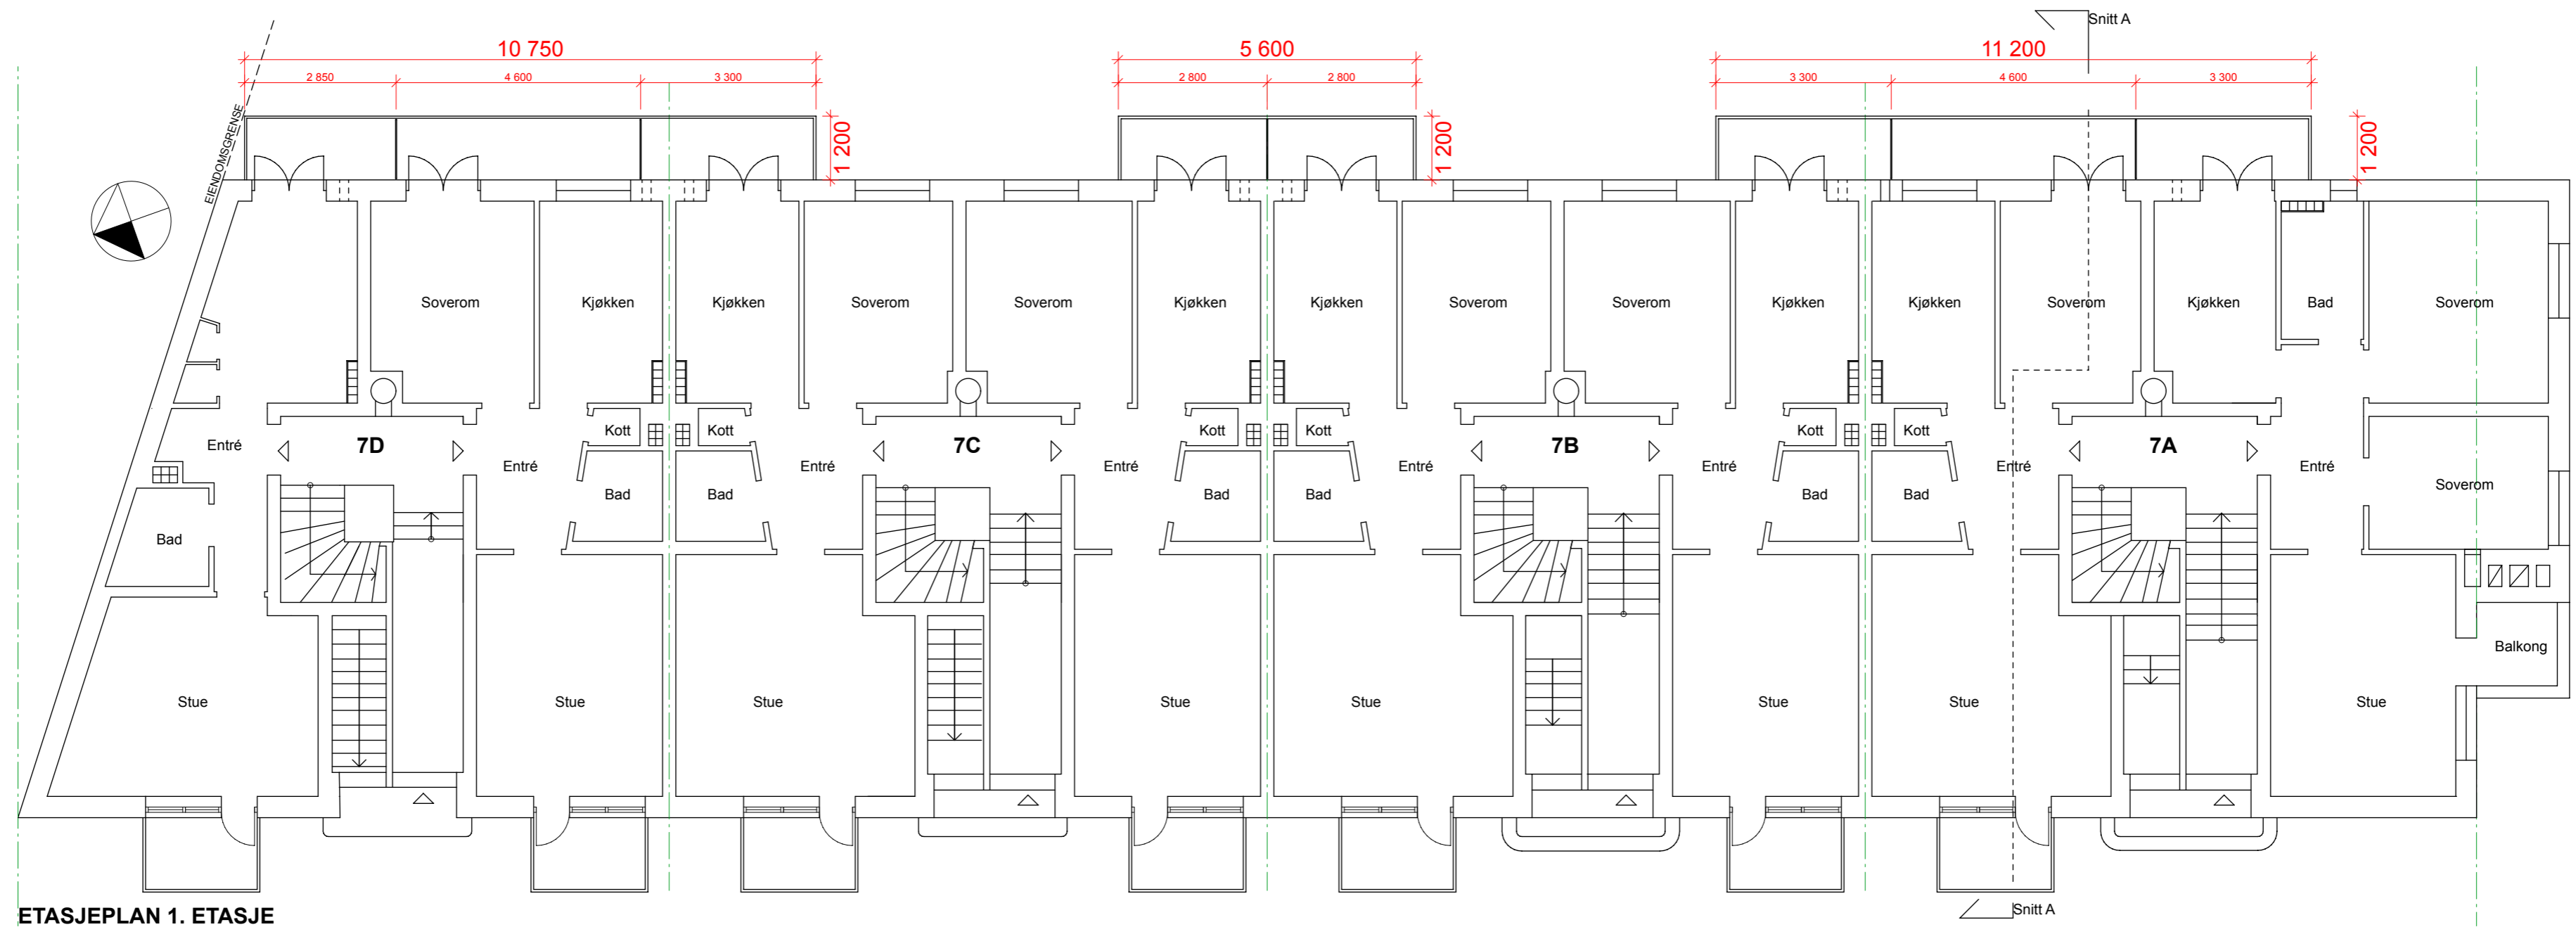 Snitt A
10 750
5 600
11 200
2 850
4 600
3 300
2 800
2 800
3 300
4 600
3 300
EIENDOMSGRENSE
1 200
1 200
1 200
Soverom
Kjøkken
Kjøkken
Soverom
Soverom
Kjøkken
Kjøkken
Soverom
Soverom
Kjøkken
Kjøkken
Soverom
Kjøkken
Bad
Soverom
Kott
Kott
Kott
Kott
Kott
Kott
Entré
7D
7C
7B
7A
Entré
Entré
Entré
Entré
Entré
Entré
Entré
Soverom
Bad
Bad
Bad
Bad
Bad
Bad
Bad
Balkong
Stue
Stue
Stue
Stue
Stue
Stue
Stue
Stue
Snitt A
ETASJEPLAN 1. ETASJE